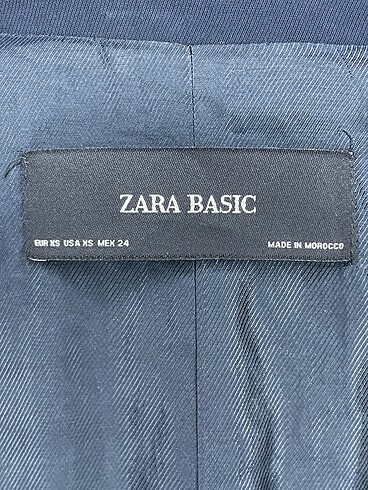 ZARA BASIC
EUR XS USA XS MEX 24 MADE IN MOROCCO